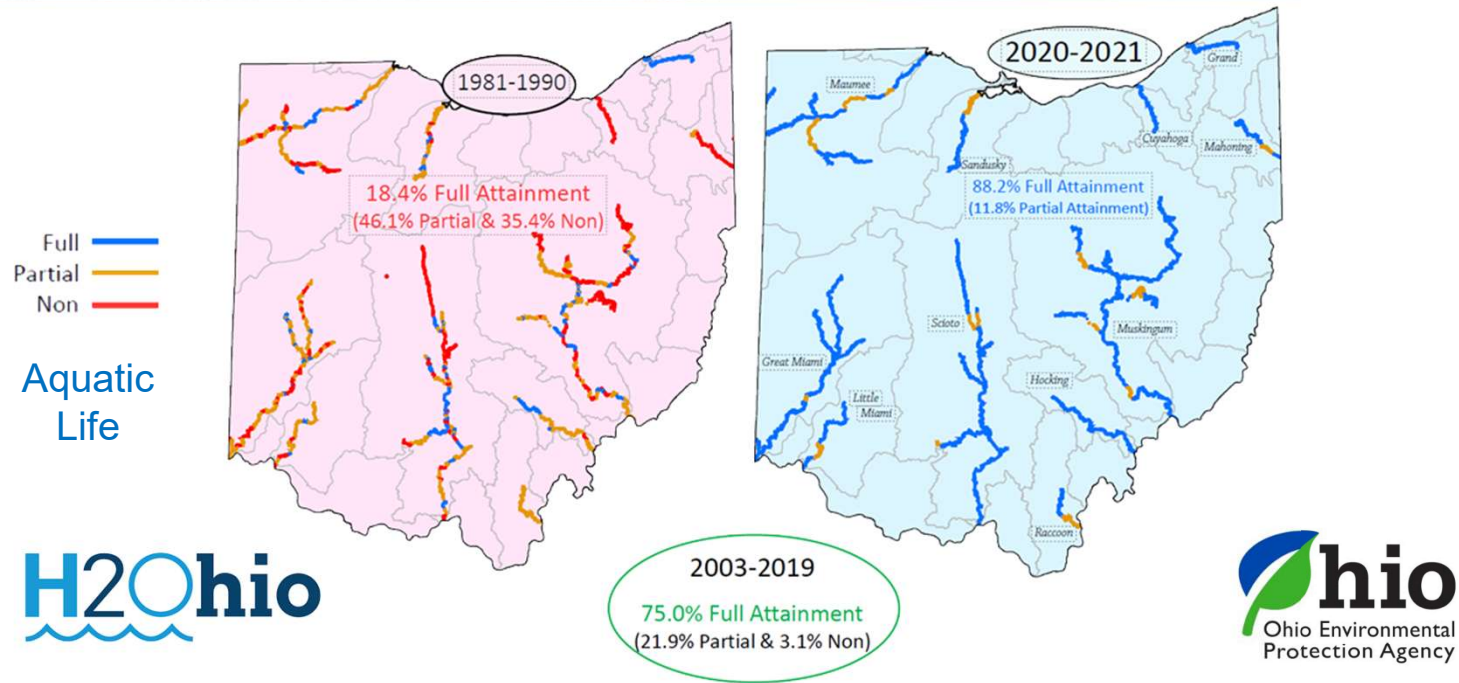 1981-1990
2020-2021
18.4% Full Attainment
(46.1% Partial & 35.4% Non)
88.2% Full Attainment
(11.8% Partial Attainment)
Full
Partial
Non
Aquatic
Life
Maumee
Sandusky
Grand
Cuyahoga
Mahoning
Scioto
Muskingum
Great Miami
Little
Miami
Hocking
Raccoon
2003-2019
75.0% Full Attainment
(21.9% Partial & 3.1% Non)
H2Ohio
Ohio
Ohio Environmental
Protection Agency